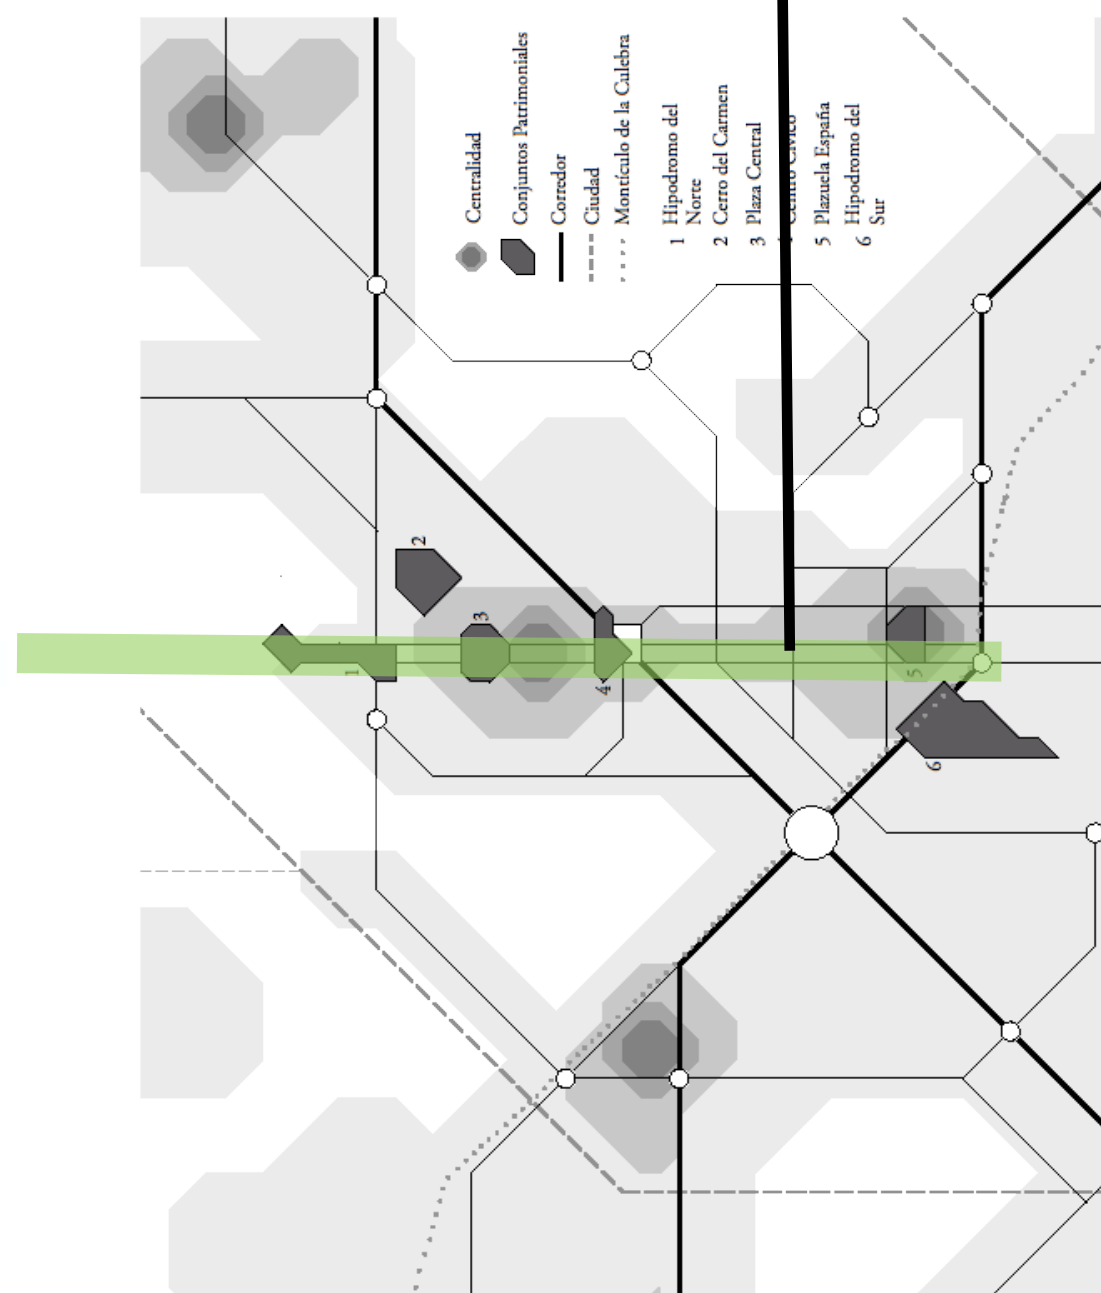 Centralidad
Conjuntos Patrimoniales
Corredor
Ciudad
Montículo de la Culebra
1 Hipodromo del
Norte
2 Cerro del Carmen
3 Plaza Central
5 Plazuela España
6 Hipodromo del
Sur
2
3
1
4
5
6